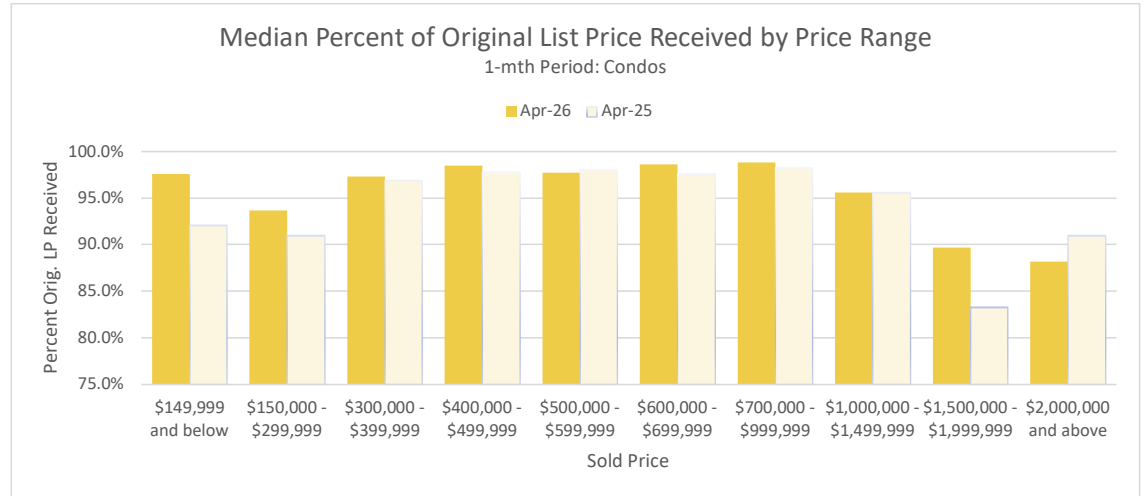 Median Percent of Original List Price Received by Price Range
1-mth Period: Condos
Apr-26 Apr-25
Percent Orig. LP Received
100.0%
95.0%
90.0%
85.0%
80.0%
75.0%
$149,999 $150,000 - $300,000 - $400,000 - $500,000 - $600,000 - $700,000 - $1,000,000 - $1,500,000 - $2,000,000
and below $299,999 $399,999 $499,999 $599,999 $699,999 $999,999 $1,499,999 $1,999,999 and above
Sold Price